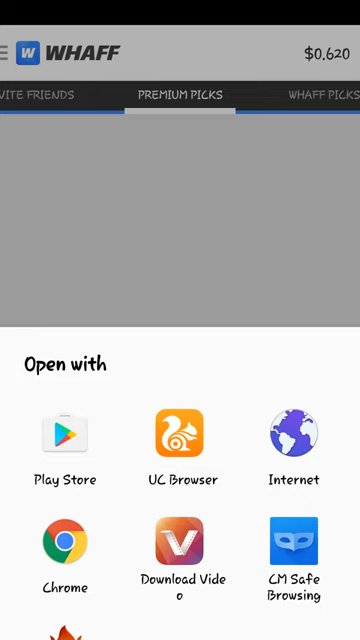 W WHAFF $0,620
VITE FRIENDS PREMIUM PICKS WHAFF PICKS
Open with
Play Store UC Browser Internet
Chrome Download Vide
o CM Safe
Browsing